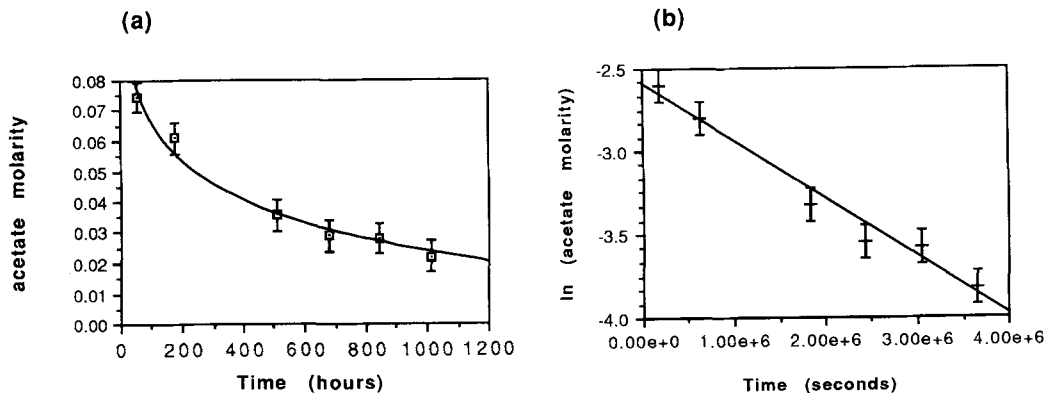 (a)
acetate molarity
0.08
0.07
0.06
0.05
0.04
0.03
0.02
0.01
0.00
0 200 400 600 800 1000 1200
Time (hours)
(b)
ln (acetate molarity)
-2.5
-3.0
-3.5
-4.0
0.00e+0 1.00e+6 2.00e+6 3.00e+6 4.00e+6
Time (seconds)